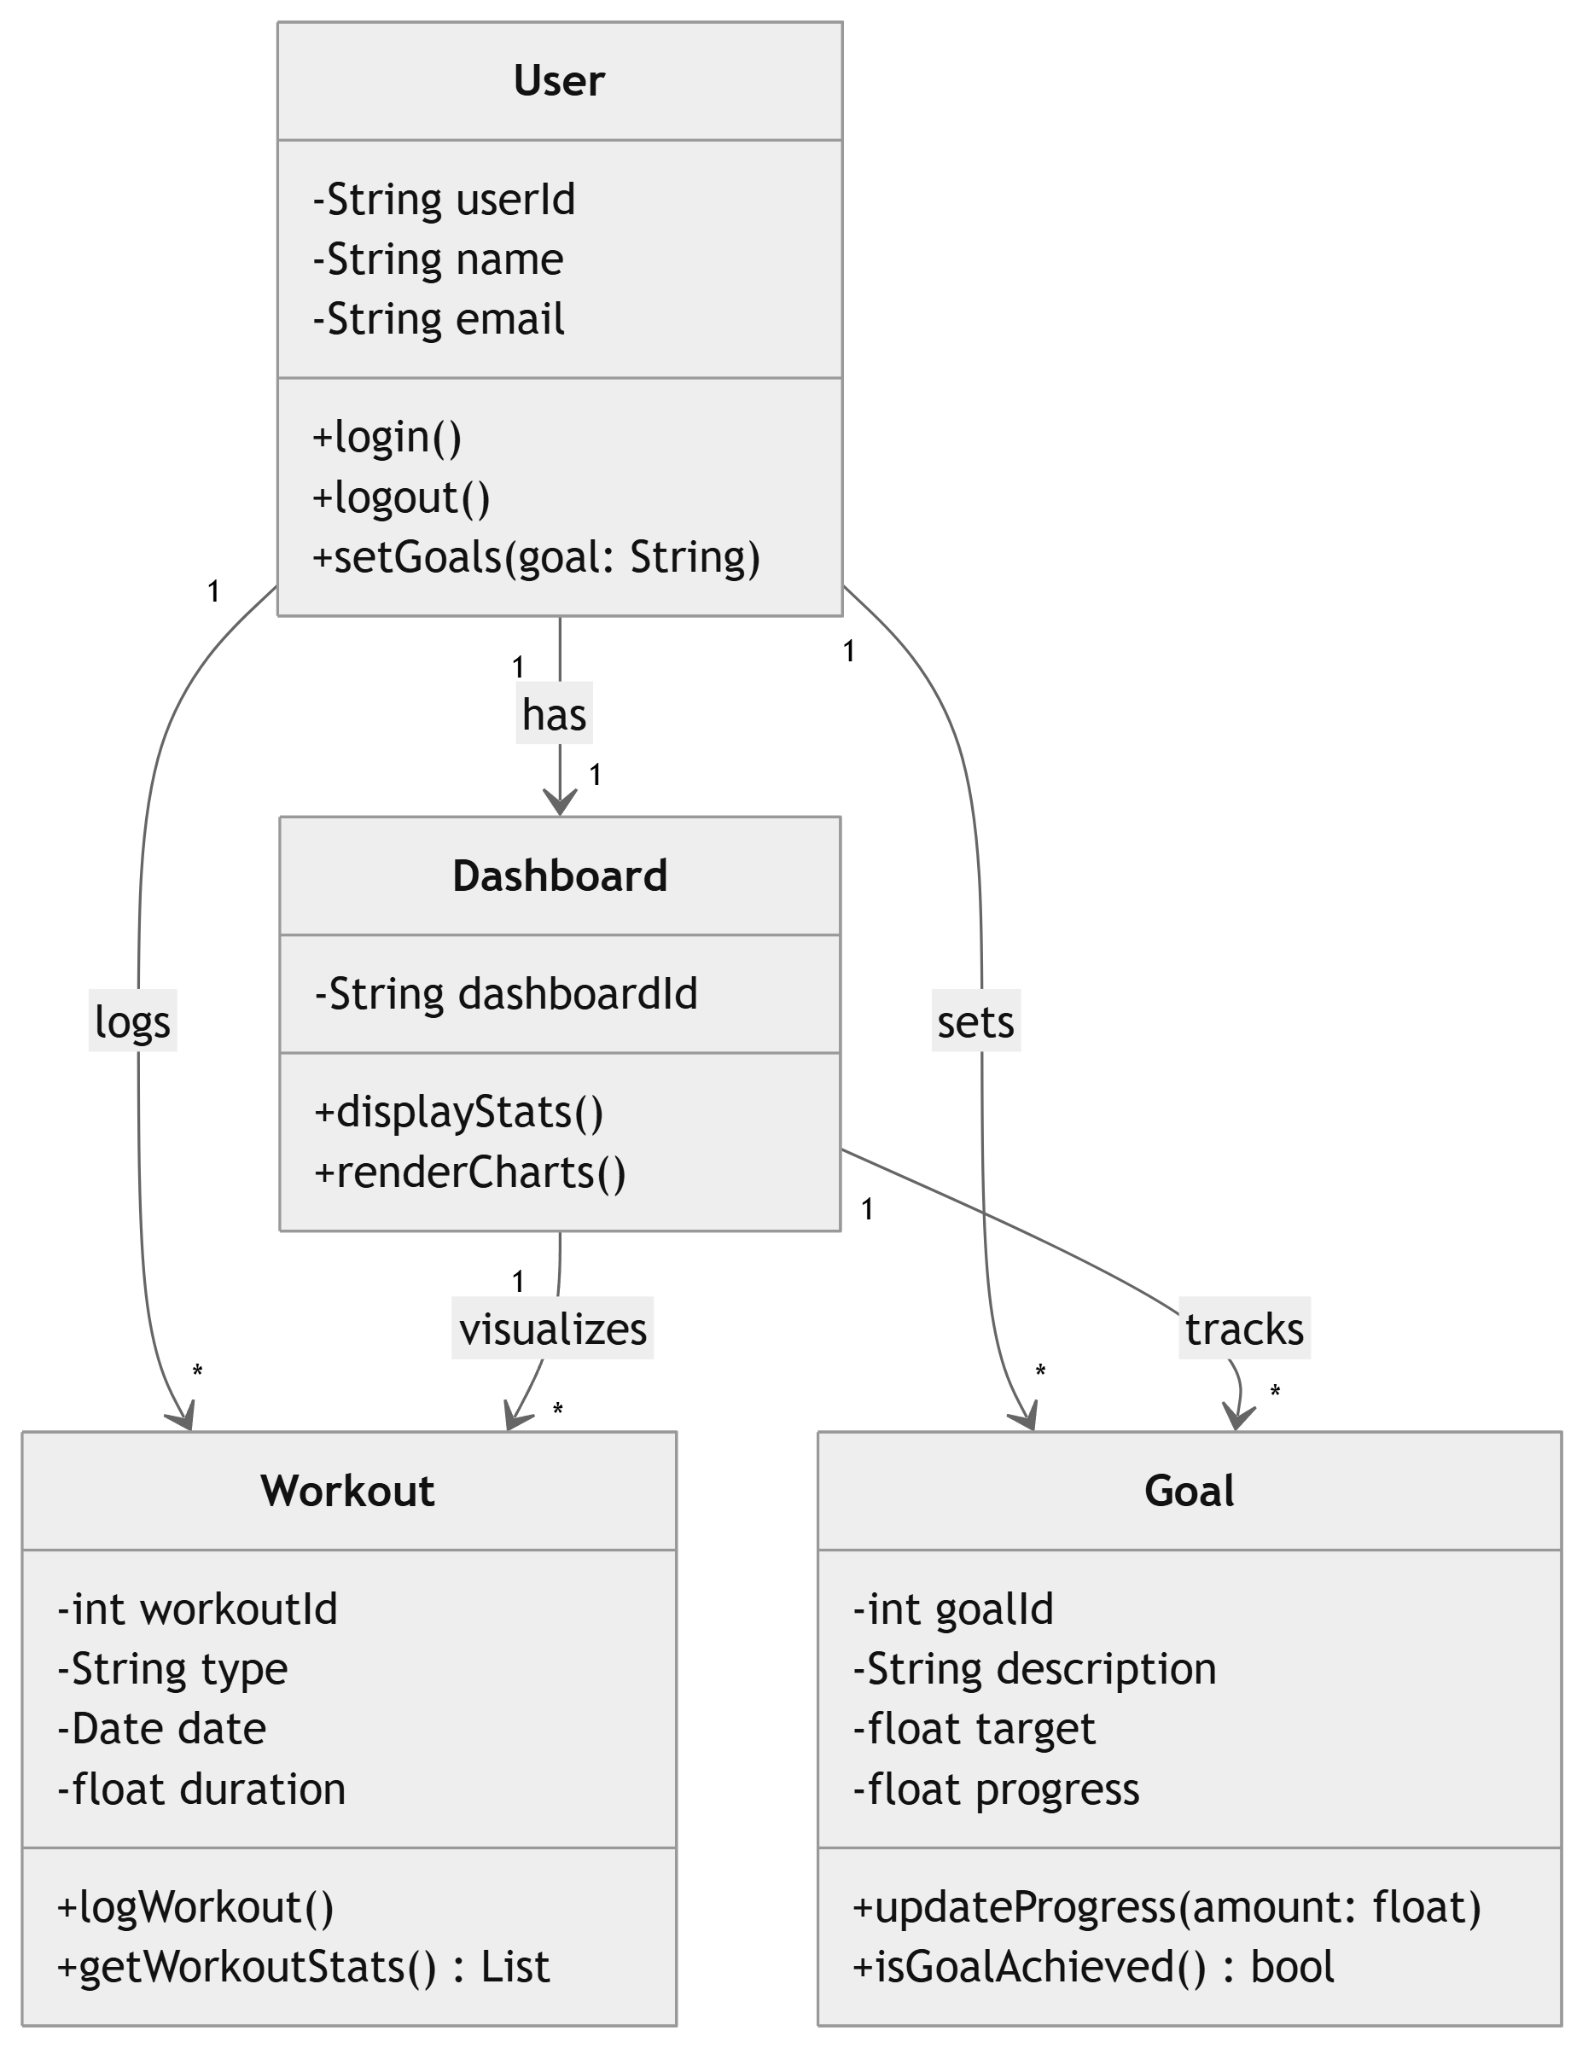 User
-String userId
-String name
-String email
+login()
+logout()
+setGoals(goal: String)
1
1
1
has
1
Dashboard
-String dashboardId
+displayStats()
+renderCharts()
logs
sets
1
1
visualizes
tracks
*
*
*
*
Workout
-int workoutId
-String type
-Date date
-float duration
+logWorkout()
+getWorkoutStats() : List
Goal
-int goalId
-String description
-float target
-float progress
+updateProgress(amount: float)
+isGoalAchieved() : bool